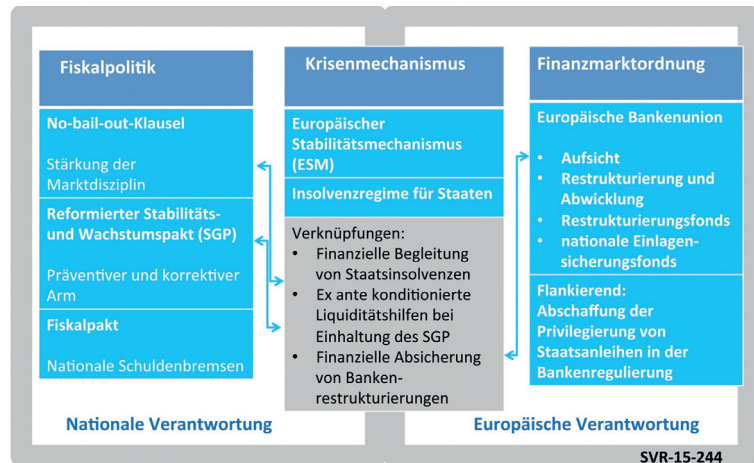 Fiskalpolitik
No-bail-out-Klausel
Stärkung der
Marktdisziplin
Reformierter Stabilitäts-
und Wachstumspakt (SGP)
Präventiver und korrektiver
Arm
Fiskalpakt
Nationale Schuldenbremsen
Krisenmechanismus
Europäischer
Stabilitätsmechanismus
(ESM)
Insolvenzregime für Staaten
Verknüpfungen:
• Finanzielle Begleitung
von Staatsinsolvenzen
• Ex ante konditionierte
Liquiditätshilfen bei
Einhaltung des SGP
• Finanzielle Absicherung
von Banken-
restrukturierungen
Finanzmarktordnung
Europäische Bankenunion
• Aufsicht
• Restrukturierung und
Abwicklung
• Restrukturierungsfonds
• nationale Einlagen-
sicherungsfonds
Flankierend:
Abschaffung der
Privilegierung von
Staatsanleihen in der
Bankenregulierung
Nationale Verantwortung
Europäische Verantwortung
SVR-15-244